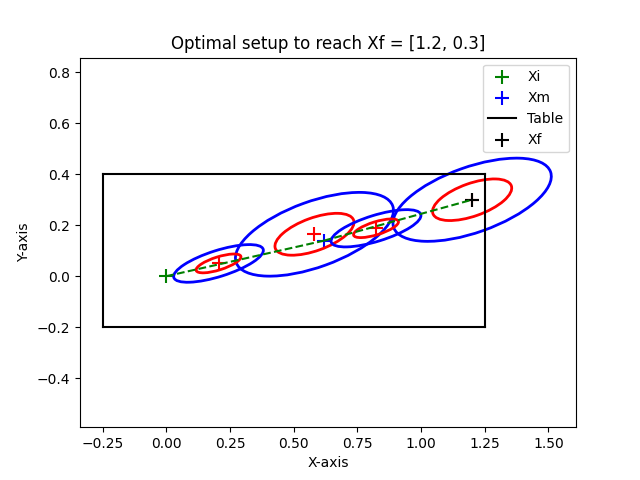 Optimal setup to reach Xf = [1.2, 0.3]
Xi
Xm
Table
Xf
Y-axis
0.8
0.6
0.4
0.2
0.0
−0.2
−0.4
−0.25
0.00
0.25
0.50
0.75
1.00
1.25
1.50
X-axis